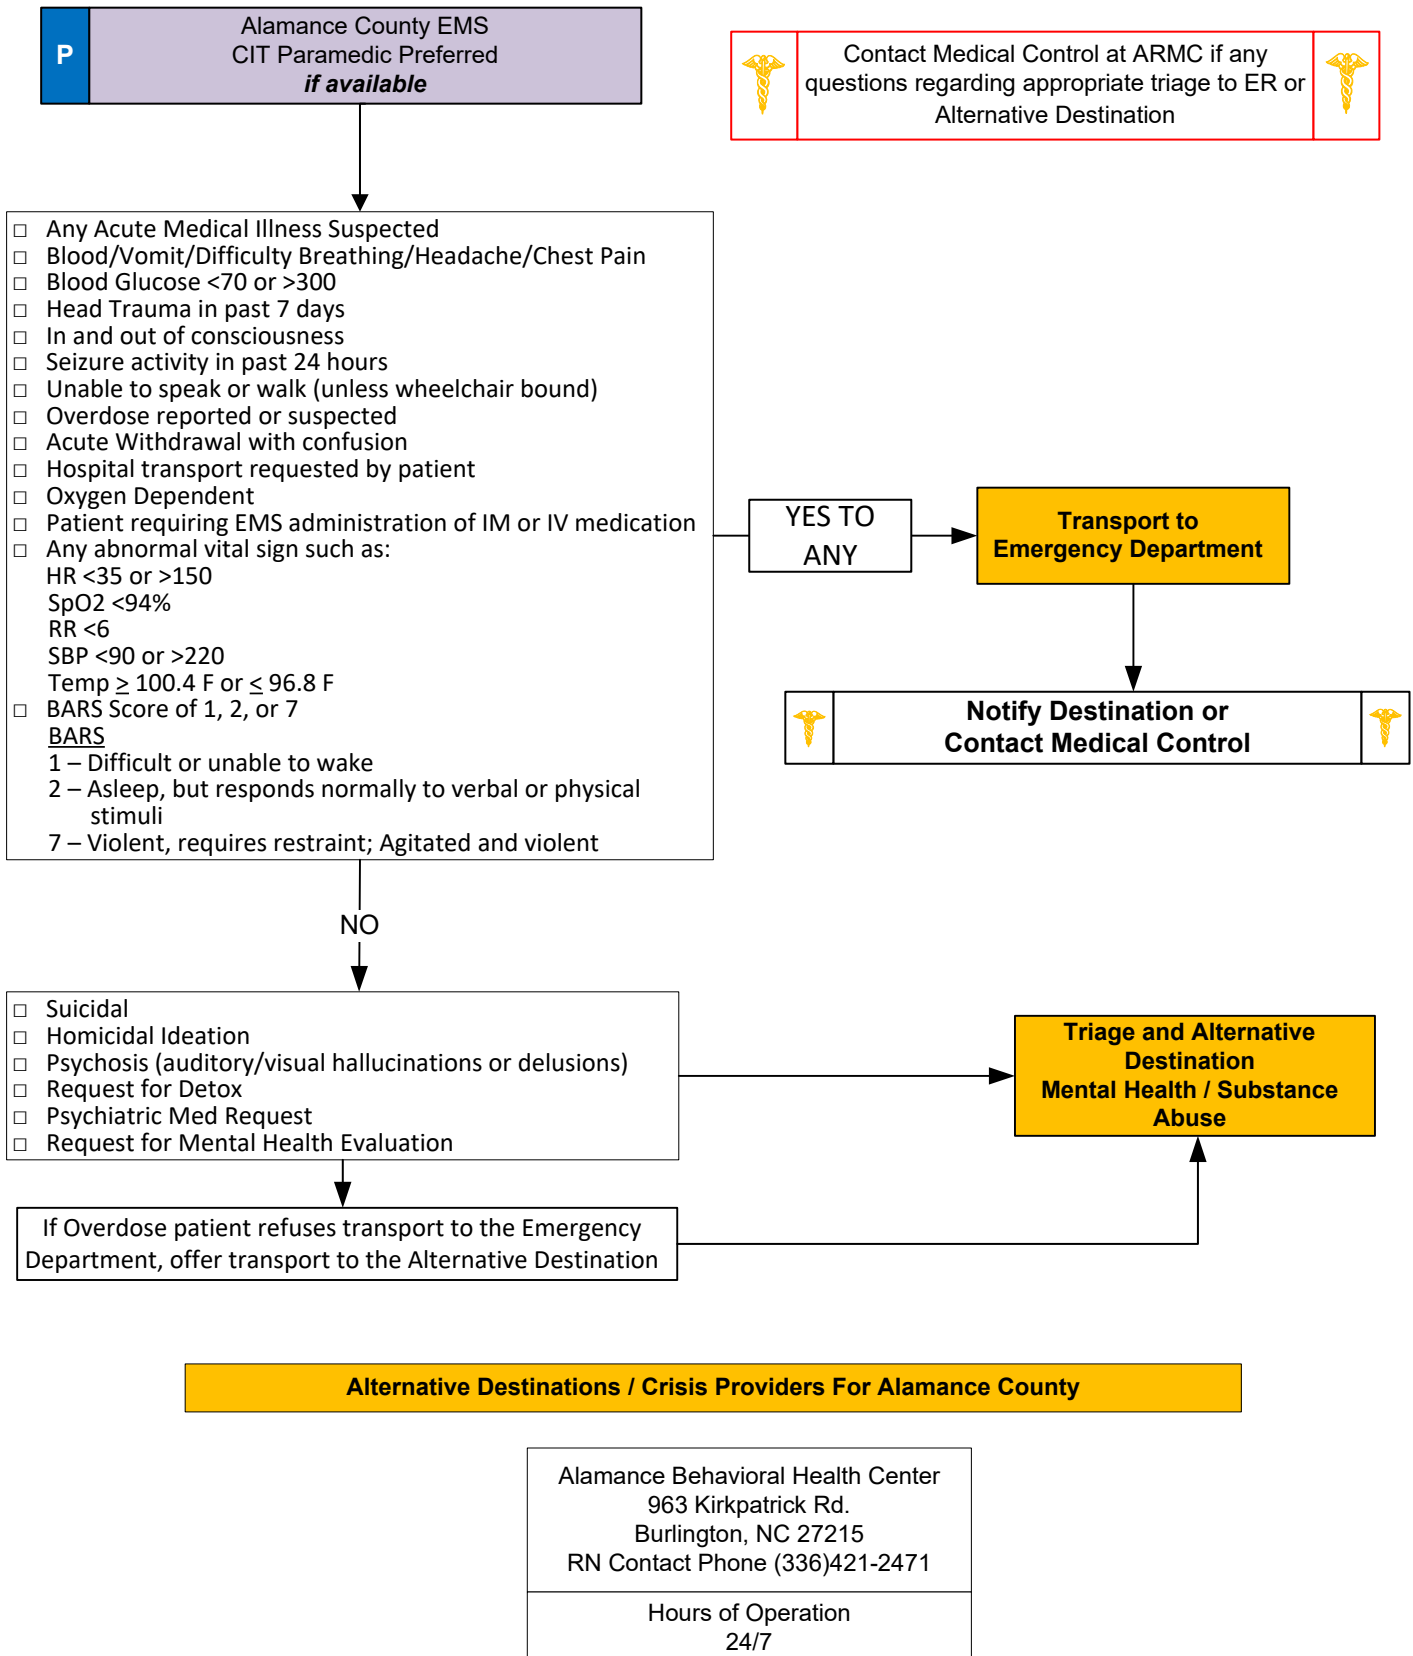 P
Alamance County EMS
CIT Paramedic Preferred
if available
Contact Medical Control at ARMC if any
questions regarding appropriate triage to ER or
Alternative Destination
□ Any Acute Medical Illness Suspected
□ Blood/Vomit/Difficulty Breathing/Headache/Chest Pain
□ Blood Glucose <70 or >300
□ Head Trauma in past 7 days
□ In and out of consciousness
□ Seizure activity in past 24 hours
□ Unable to speak or walk (unless wheelchair bound)
□ Overdose reported or suspected
□ Acute Withdrawal with confusion
□ Hospital transport requested by patient
□ Oxygen Dependent
□ Patient requiring EMS administration of IM or IV medication
□ Any abnormal vital sign such as:
HR <35 or >150
SpO2 <94%
RR <6
SBP <90 or >220
Temp ≥ 100.4 F or ≤ 96.8 F
□ BARS Score of 1, 2, or 7
BARS
1 – Difficult or unable to wake
2 – Asleep, but responds normally to verbal or physical
stimuli
7 – Violent, requires restraint; Agitated and violent
YES TO
ANY
Transport to
Emergency Department
Notify Destination or
Contact Medical Control
NO
□ Suicidal
□ Homicidal Ideation
□ Psychosis (auditory/visual hallucinations or delusions)
□ Request for Detox
□ Psychiatric Med Request
□ Request for Mental Health Evaluation
Triage and Alternative
Destination
Mental Health / Substance
Abuse
If Overdose patient refuses transport to the Emergency
Department, offer transport to the Alternative Destination
Alternative Destinations / Crisis Providers For Alamance County
Alamance Behavioral Health Center
963 Kirkpatrick Rd.
Burlington, NC 27215
RN Contact Phone (336)421-2471
Hours of Operation
24/7